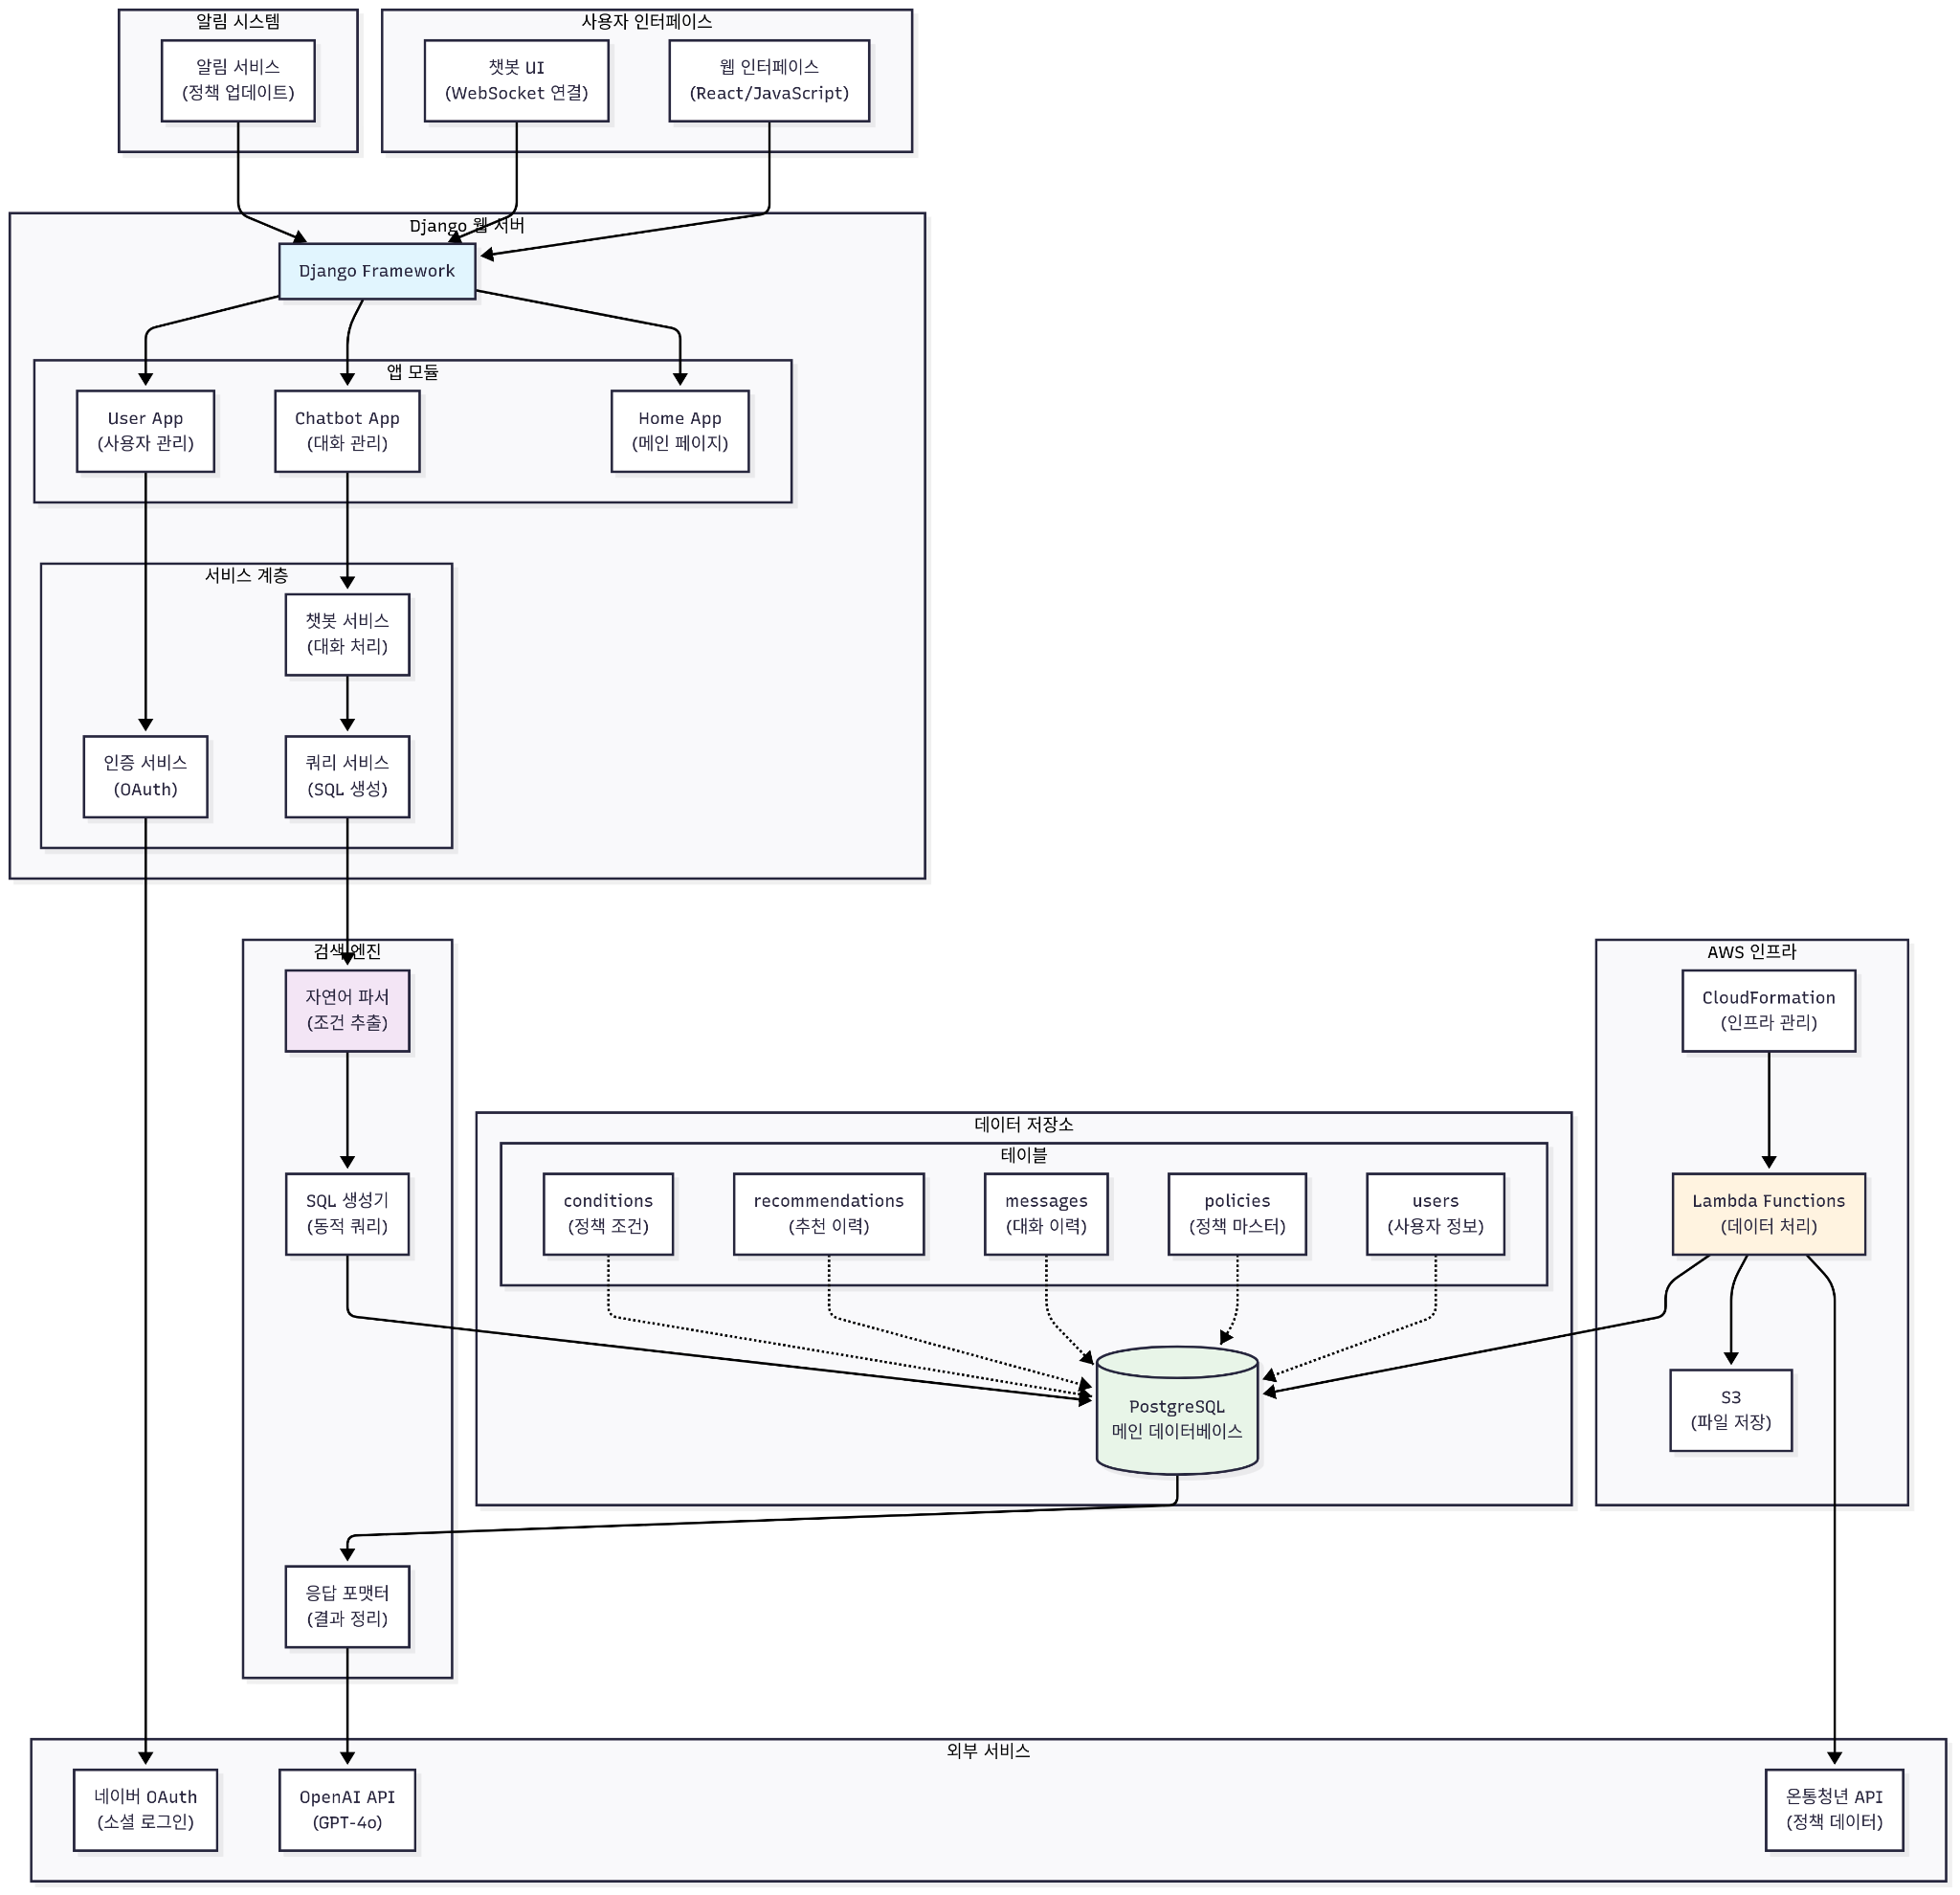 알림 시스템
알림 서비스
(정책 업데이트)
사용자 인터페이스
챗봇 UI
(WebSocket 연결)
웹 인터페이스
(React/JavaScript)
Django 웹 서버
Django Framework
앱 모듈
User App
(사용자 관리)
Chatbot App
(대화 관리)
Home App
(메인 페이지)
서비스 계층
챗봇 서비스
(대화 처리)
인증 서비스
(OAuth)
쿼리 서비스
(SQL 생성)
검색 엔진
자연어 파서
(조건 추출)
SQL 생성기
(동적 쿼리)
응답 포맷터
(결과 정리)
데이터 저장소
테이블
conditions
(정책 조건)
recommendations
(추천 이력)
messages
(대화 이력)
policies
(정책 마스터)
users
(사용자 정보)
PostgreSQL
메인 데이터베이스
AWS 인프라
CloudFormation
(인프라 관리)
Lambda Functions
(데이터 처리)
S3
(파일 저장)
외부 서비스
네이버 OAuth
(소셜 로그인)
OpenAI API
(GPT-4o)
온통청년 API
(정책 데이터)